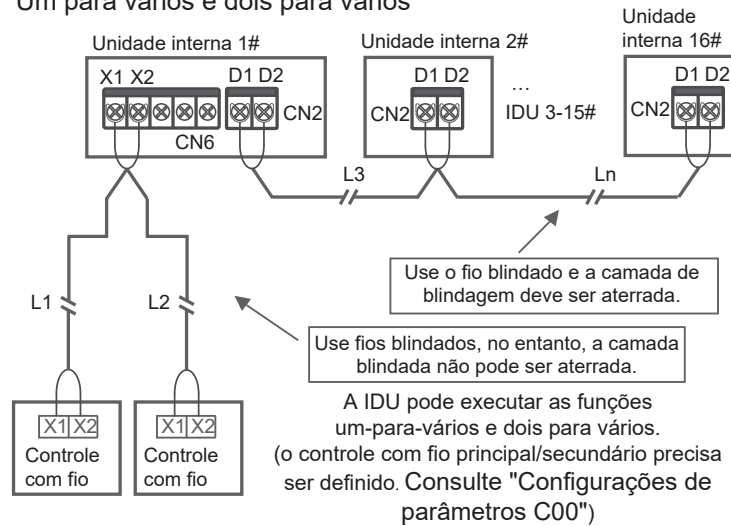 Um para vários e dois para vários
Unidade interna 1#
Unidade interna 2#
Unidade
interna 16#
X1 X2
D1 D2
CN2
CN6
D1 D2
CN2
...
IDU 3-15#
D1 D2
CN2
L3
Ln
Use o fio blindado e a camada de
blindagem deve ser aterrada.
L1
L2
Use fios blindados, no entanto, a camada
blindada não pode ser aterrada.
X1 X2
Controle
com fio
X1 X2
Controle
com fio
A IDU pode executar as funções
um-para-vários e dois para vários.
(o controle com fio principal/secundário precisa
ser definido. Consulte "Configurações de
parâmetros C00")